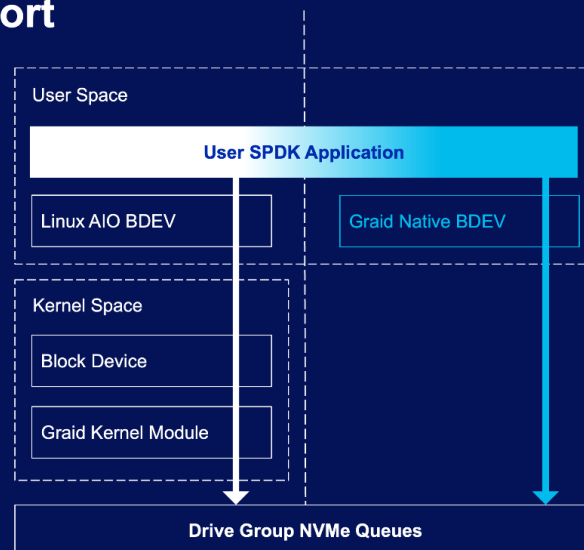 ort
User Space
User SPDK Application
Linux AIO BDEV
Graid Native BDEV
Kernel Space
Block Device
Graid Kernel Module
Drive Group NVMe Queues